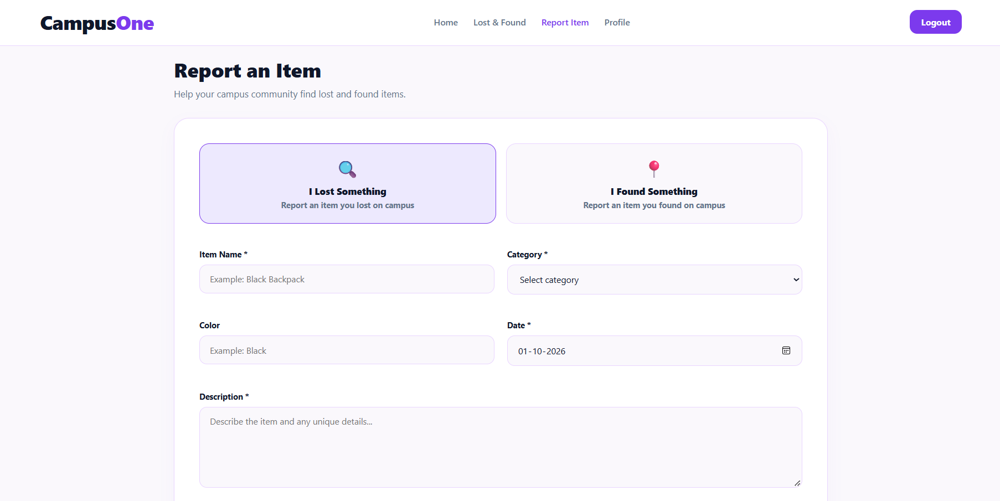 CampusOne
Home Lost & Found Report Item Profile
Logout
Report an Item
Help your campus community find lost and found items.
I Lost Something
Report an item you lost on campus
I Found Something
Report an item you found on campus
Item Name *
Example: Black Backpack
Category *
Select category
Color
Example: Black
Date *
01-10-2026
Description *
Describe the item and any unique details...